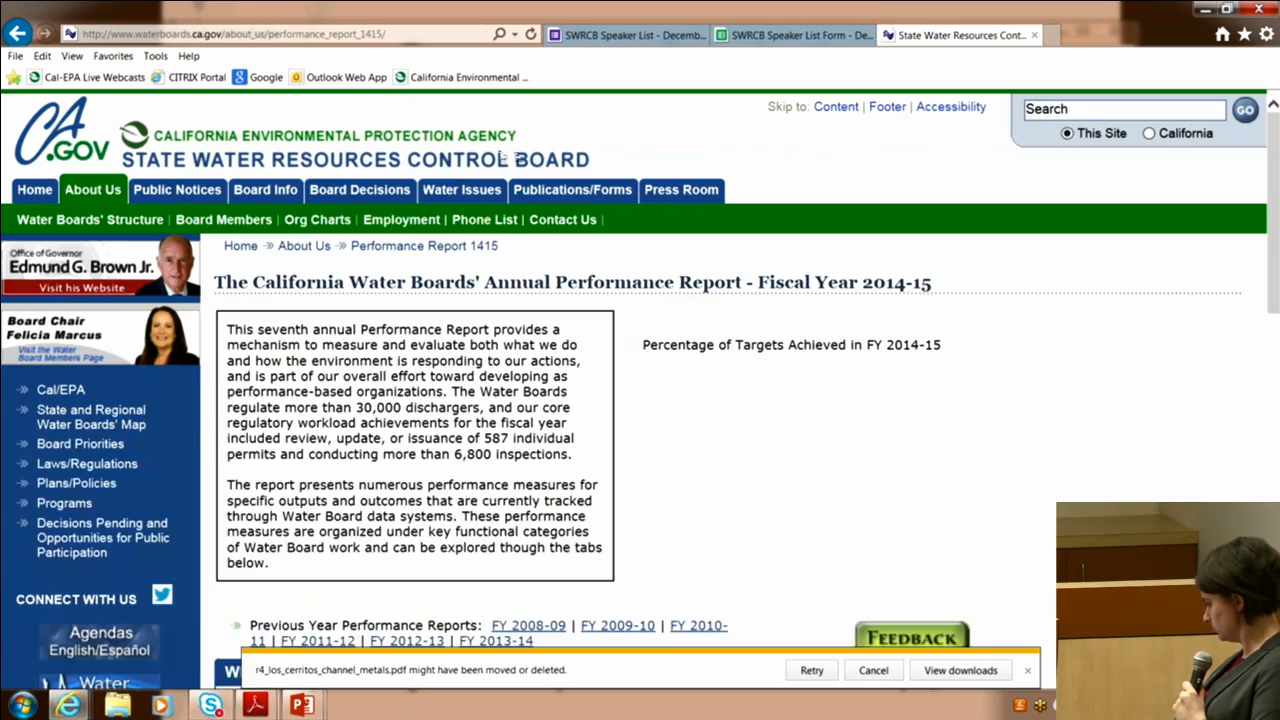 http://www.waterboards.ca.gov/about_us/performance_report_1415/
SWRCB Speaker List - Decemb...
SWRCB Speaker List Form - De...
State Water Resources Cont...
File Edit View Favorites Tools Help
Cal-EPA Live Webcasts CITRIX Portal Google Outlook Web App California Environmental ...
Skip to: Content | Footer | Accessibility
Search GO
This Site California
CA.GOV
CALIFORNIA ENVIRONMENTAL PROTECTION AGENCY
STATE WATER RESOURCES CONTROL BOARD
Home About Us Public Notices Board Info Board Decisions Water Issues Publications/Forms Press Room
Water Boards' Structure | Board Members | Org Charts | Employment | Phone List | Contact Us |
Office of Governor
Edmund G. Brown Jr.
Visit his Website
Board Chair
Felicia Marcus
Visit the Water
Board Members Page
Cal/EPA
State and Regional
Water Boards' Map
Board Priorities
Laws/Regulations
Plans/Policies
Programs
Decisions Pending and
Opportunities for Public
Participation
CONNECT WITH US
Agendas
English/Español
Water
Home About Us Performance Report 1415
The California Water Boards' Annual Performance Report - Fiscal Year 2014-15
This seventh annual Performance Report provides a
mechanism to measure and evaluate both what we do
and how the environment is responding to our actions,
and is part of our overall effort toward developing as
performance-based organizations. The Water Boards
regulate more than 30,000 dischargers, and our core
regulatory workload achievements for the fiscal year
included review, update, or issuance of 587 individual
permits and conducting more than 6,800 inspections.
The report presents numerous performance measures for
specific outputs and outcomes that are currently tracked
through Water Board data systems. These performance
measures are organized under key functional categories
of Water Board work and can be explored though the tabs
below.
Percentage of Targets Achieved in FY 2014-15
Previous Year Performance Reports: FY 2008-09 | FY 2009-10 | FY 2010-
11 | FY 2011-12 | FY 2012-13 | FY 2013-14
FEEDBACK
r4_los_cerritos_channel_metals.pdf might have been moved or deleted.
Retry Cancel View downloads